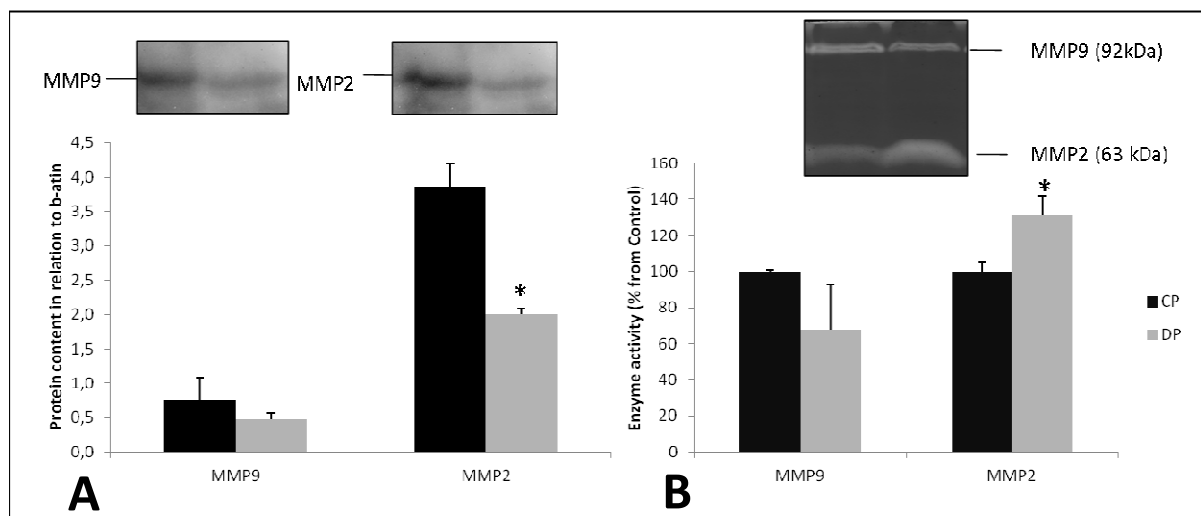 MMP9
MMP2
MMP9 (92kDa)
MMP2 (63 kDa)
Protein content in relation to b-atin
4,5
4,0
3,5
3,0
2,5
2,0
1,5
1,0
0,5
0,0
*
MMP9
MMP2
A
Enzyme activity (% from Control)
160
140
120
100
80
60
40
20
0
*
MMP9
MMP2
B
CP
DP